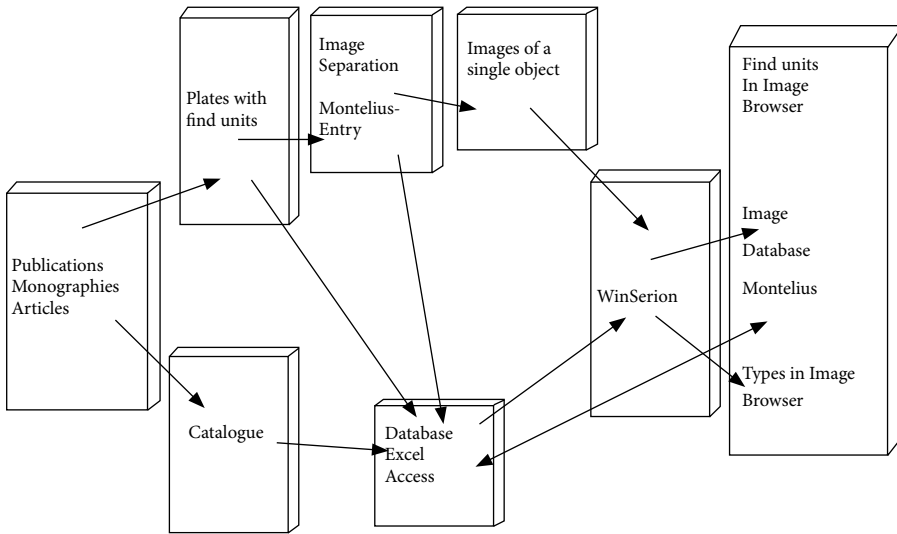 Publications
Monographies
Articles
Plates with
find units
Image
Separation
Montelius-
Entry
Images of a
single object
Catalogue
Database
Excel
Access
WinSerion
Find units
In Image
Browser
Image
Database
Montelius
Types in Image
Browser